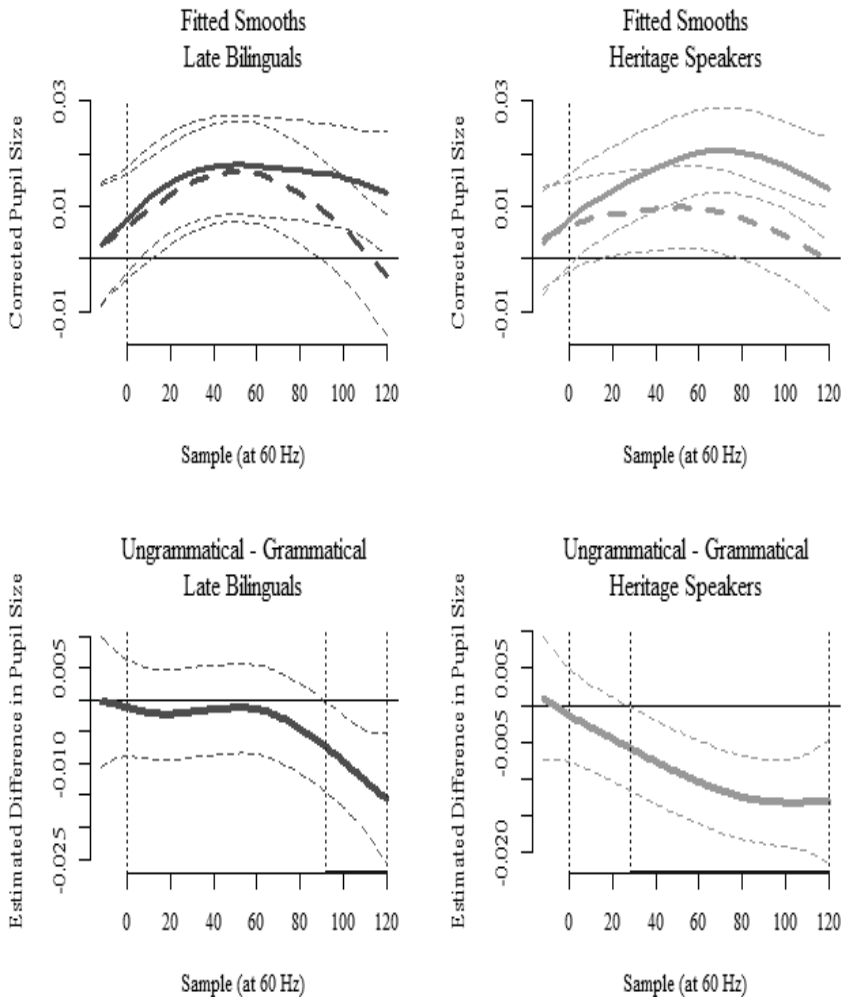 Fitted Smooths
Late Bilinguals
Corrected Pupil Size
0.03
0.01
-0.01
0 20 40 60 80 100 120
Sample (at 60 Hz)
Fitted Smooths
Heritage Speakers
Corrected Pupil Size
0.03
0.01
-0.01
0 20 40 60 80 100 120
Sample (at 60 Hz)
Ungrammatical - Grammatical
Late Bilinguals
Estimated Difference in Pupil Size
0.005
-0.010
-0.025
0 20 40 60 80 100 120
Sample (at 60 Hz)
Ungrammatical - Grammatical
Heritage Speakers
Estimated Difference in Pupil Size
0.005
-0.005
-0.020
0 20 40 60 80 100 120
Sample (at 60 Hz)